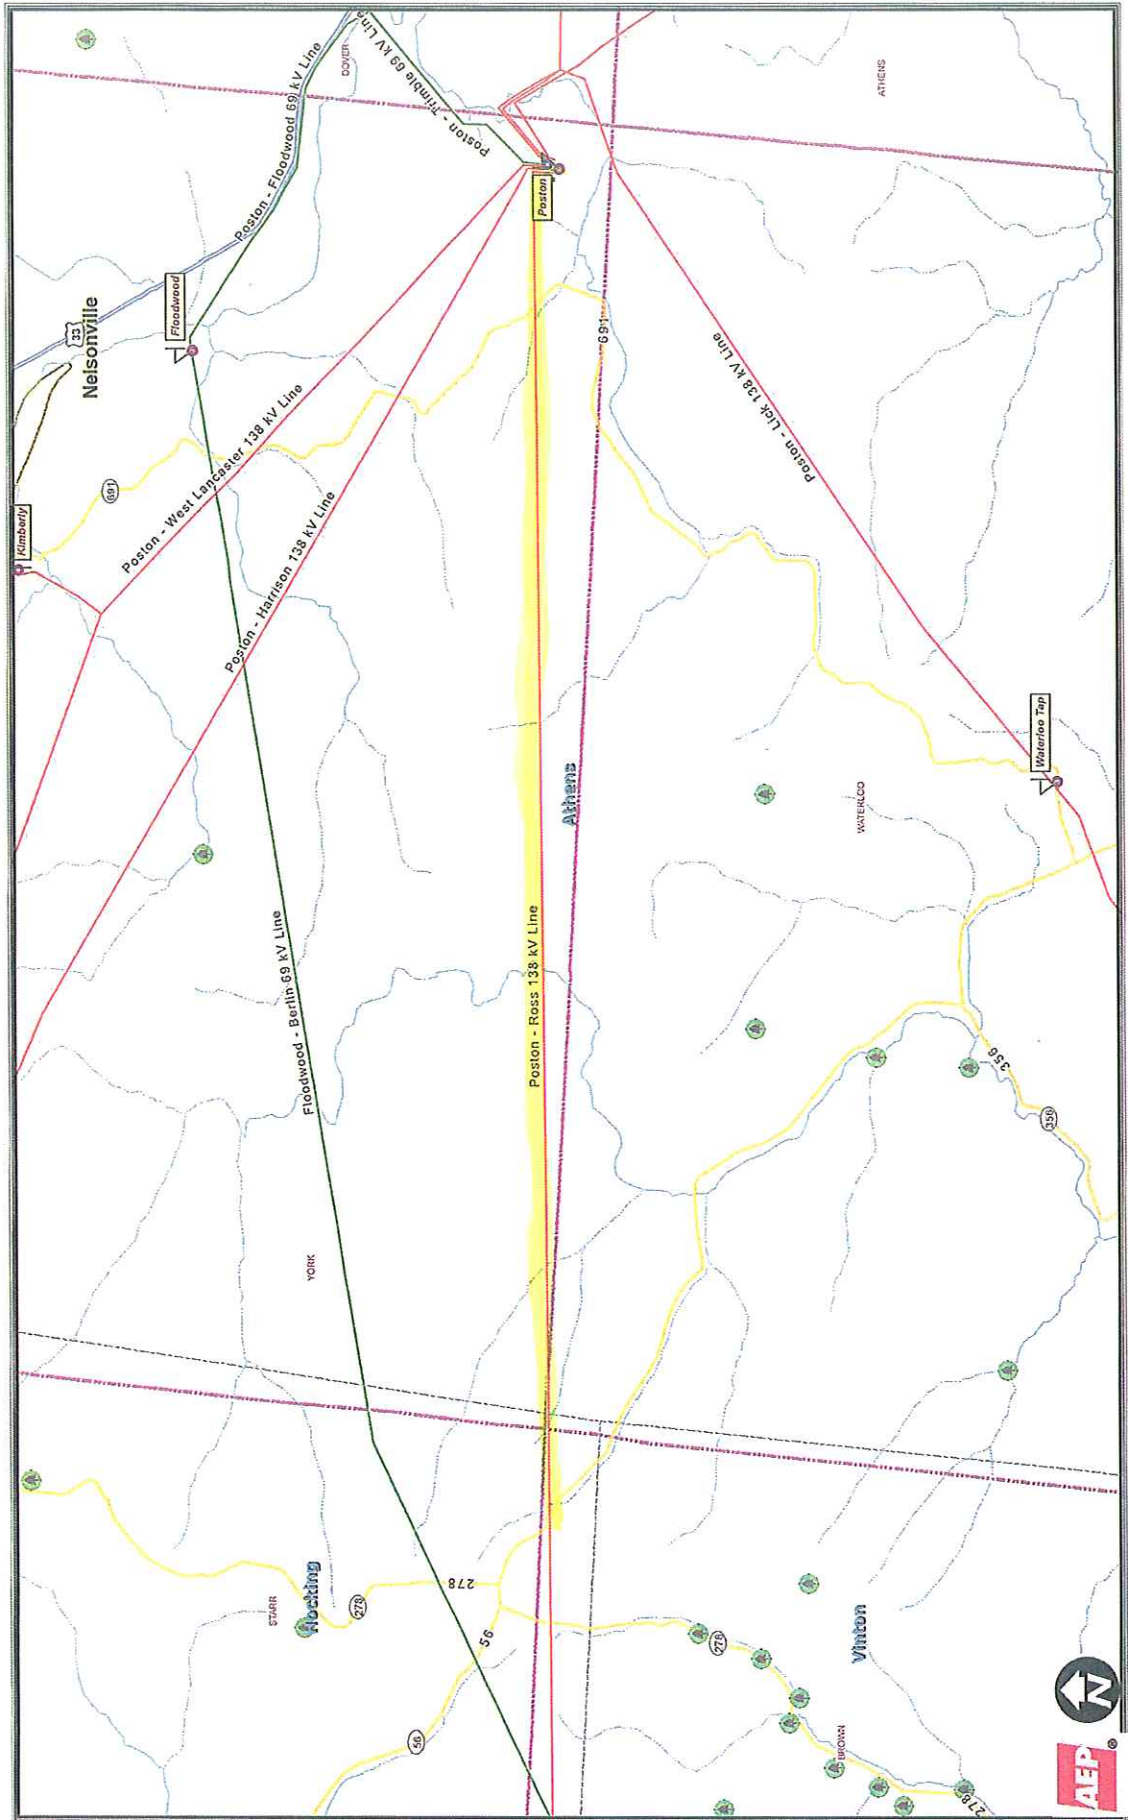 DOVER
ATHENS
Poston - Floodwood 69 kV Line
Poston - Trimble 69 kV Line
Poston
Nelsonville
33
Floodwood
Kimberly
691
691
Poston - West Lancaster 138 kV Line
Poston - Harrison 138 kV Line
Poston - Lick 138 kV Line
Waterloo Tap
WATERLOO
Athens
Floodwood - Berlin 69 kV Line
Poston - Ross 138 kV Line
356
356
YORK
STARR
Hocking
278
278
56
56
278
Vinton
BROWN
278
AEP
®
N